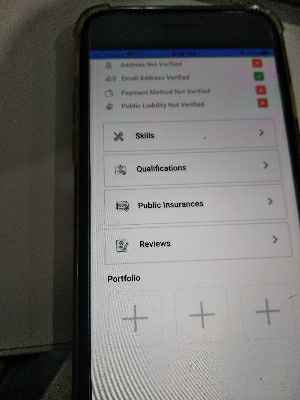 Address Not Verified
Email Address Verified
Payment Method Not Verified
Public Liability Not Verified
Skills
Qualifications
Public Insurances
Reviews
Portfolio